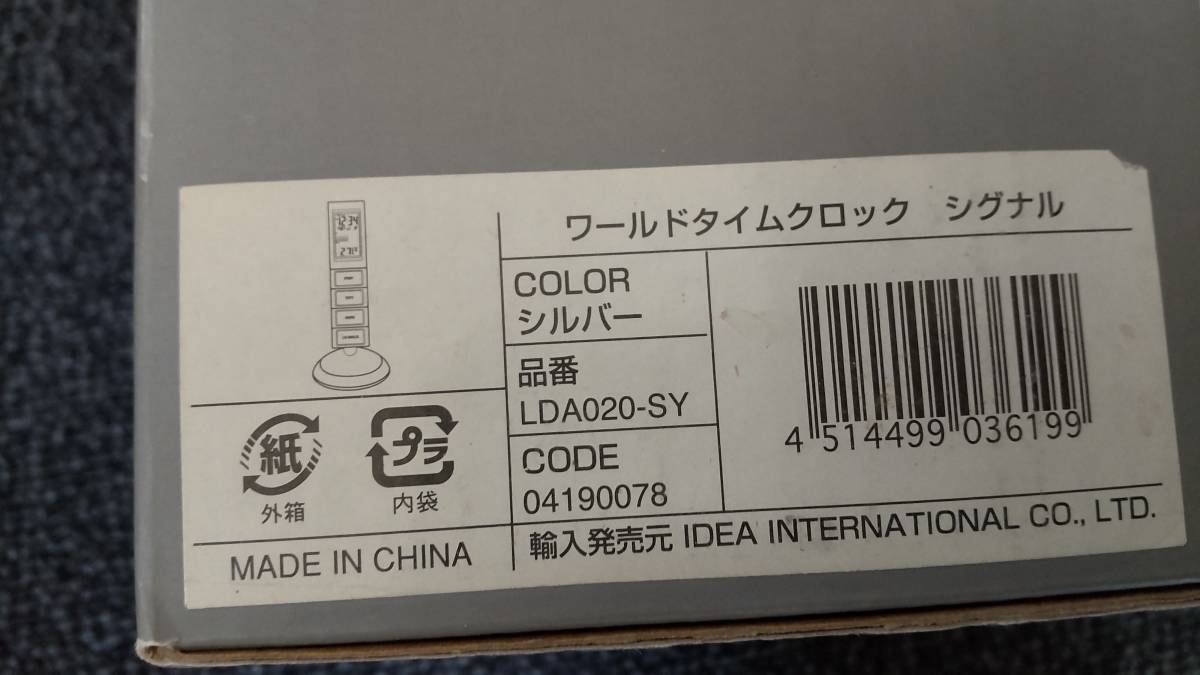 ワールドタイムクロック シグナル
COLOR
シルバー
品番
LDA020-SY
CODE
04190078
4 514499 036199
紙
外箱
プラ
内袋
MADE IN CHINA
輸入発売元 IDEA INTERNATIONAL CO., LTD.